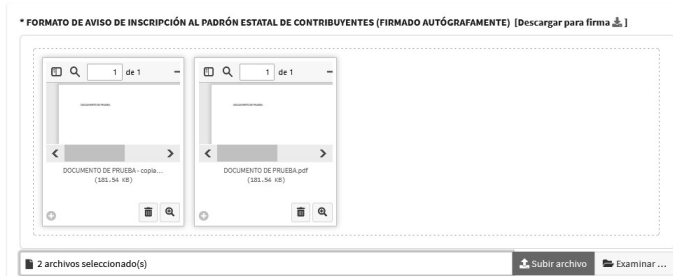 * FORMATO DE AVISO DE INSCRIPCIÓN AL PADRÓN ESTATAL DE CONTRIBUYENTES (FIRMADO AUTÓGRAFAMENTE) [Descargar para firma ]
1 de 1
DOCUMENTO DE PRUEBA
DOCUMENTO DE PRUEBA - copia...
(181.54 KB)
1 de 1
DOCUMENTO DE PRUEBA
DOCUMENTO DE PRUEBA.pdf
(181.54 KB)
2 archivos seleccionado(s)
Subir archivo
Examinar ...